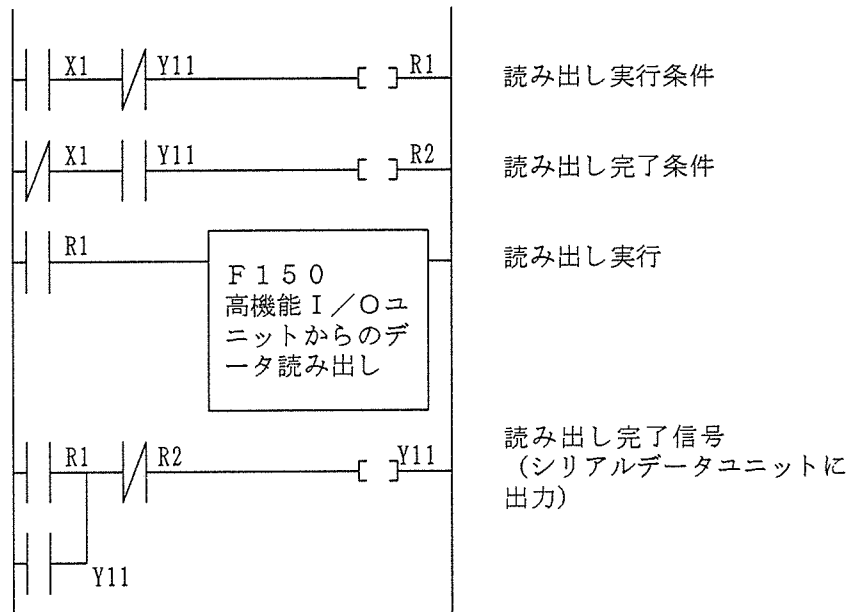 X1 Y11 R1 読み出し実行条件
X1 Y11 R2 読み出し完了条件
R1 読み出し実行
F150
高機能I/Oユ
ニットからのデ
ータ読み出し
読み出し完了信号
R1 R2 Y11 (シリアルデータユニットに
出力)
Y11